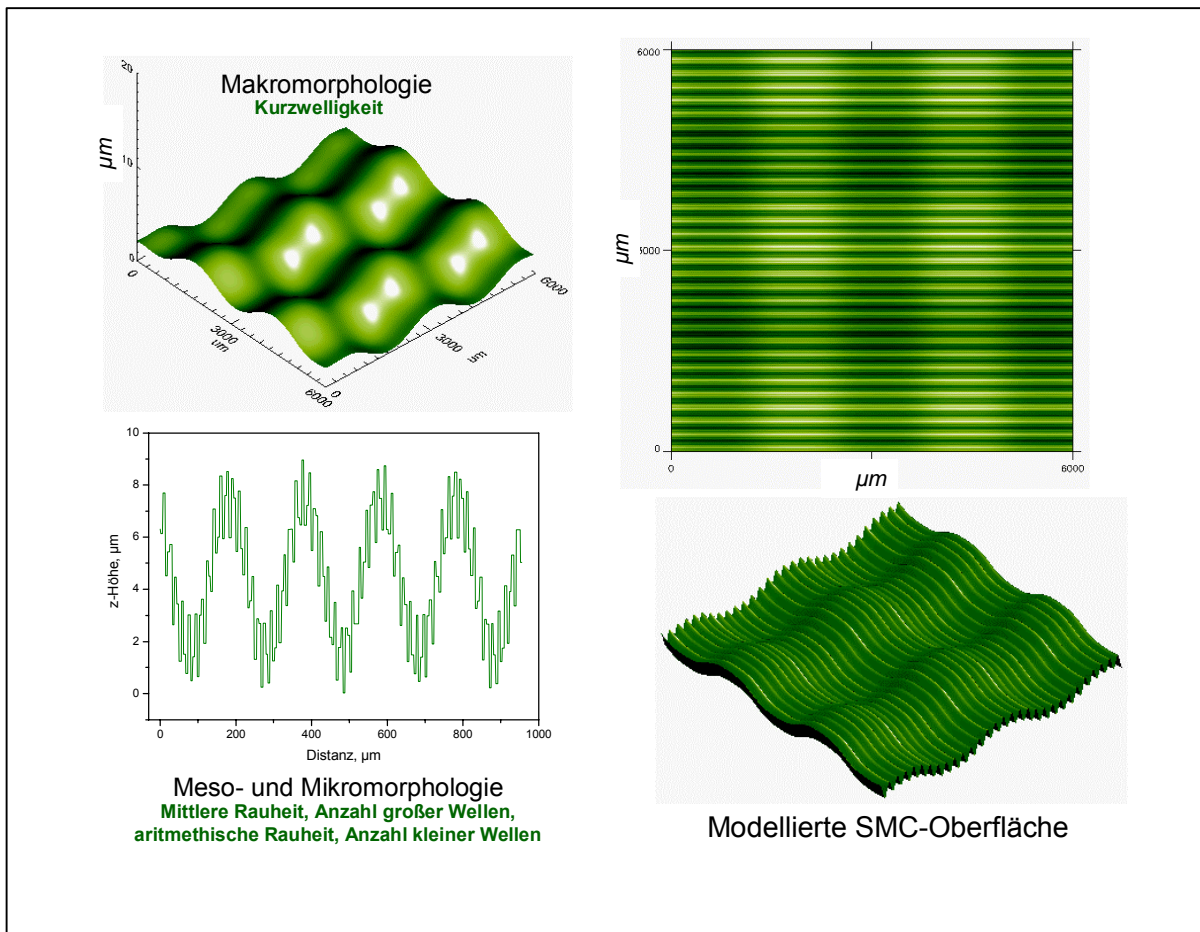 Makromorphologie
Kurzwelligkeit
20
µm
10
0
0
3000
um
6000
0
3000
µm
6000
6000
µm
3000
0
0
6000
µm
10
8
6
4
2
0
z-Höhe, µm
0 200 400 600 800 1000
Distanz, µm
Meso- und Mikromorphologie
Mittlere Rauheit, Anzahl großer Wellen,
aritmethische Rauheit, Anzahl kleiner Wellen
Modellierte SMC-Oberfläche